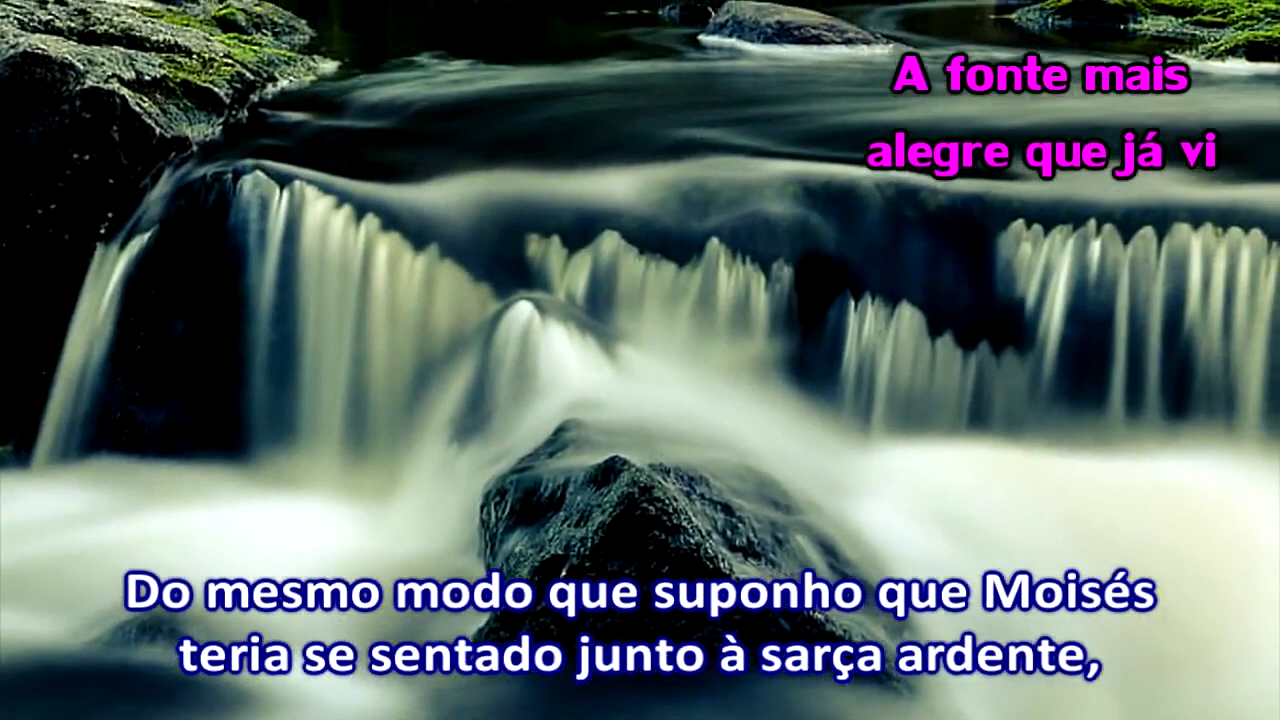 A fonte mais
alegre que já vi
Do mesmo modo que suponho que Moisés
teria se sentado junto à sarça ardente,